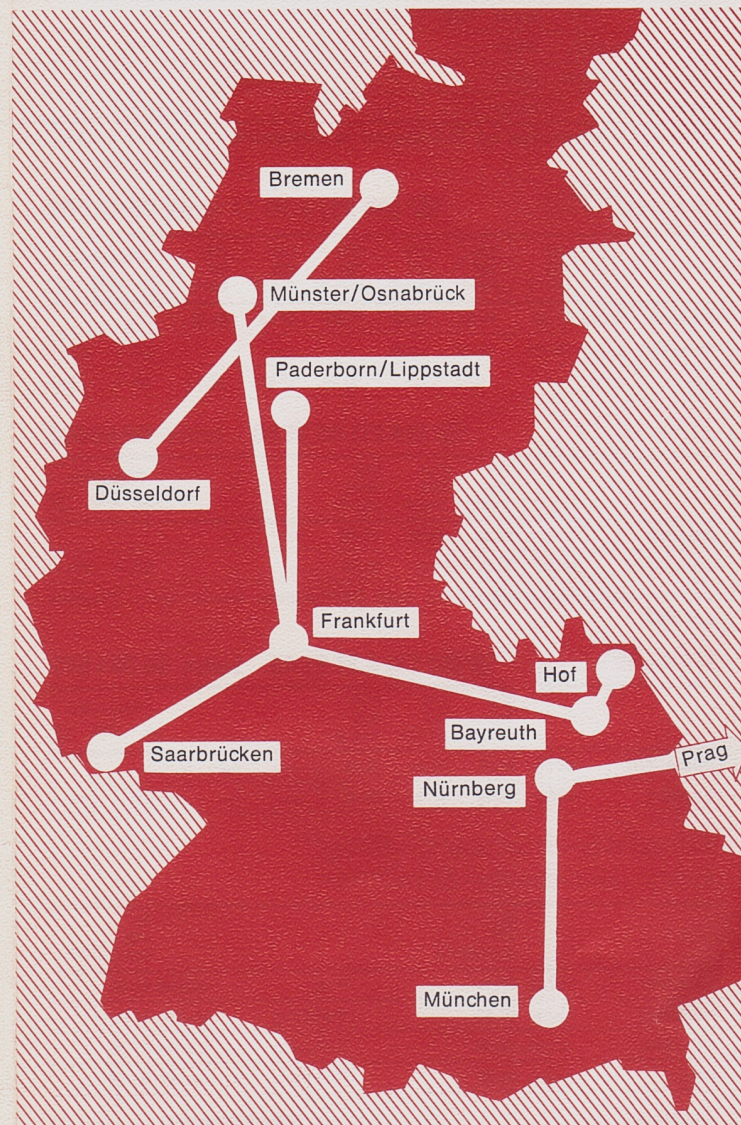 Bremen
Münster/Osnabrück
Paderborn/Lippstadt
Düsseldorf
Frankfurt
Hof
Bayreuth
Saarbrücken
Prag
Nürnberg
München